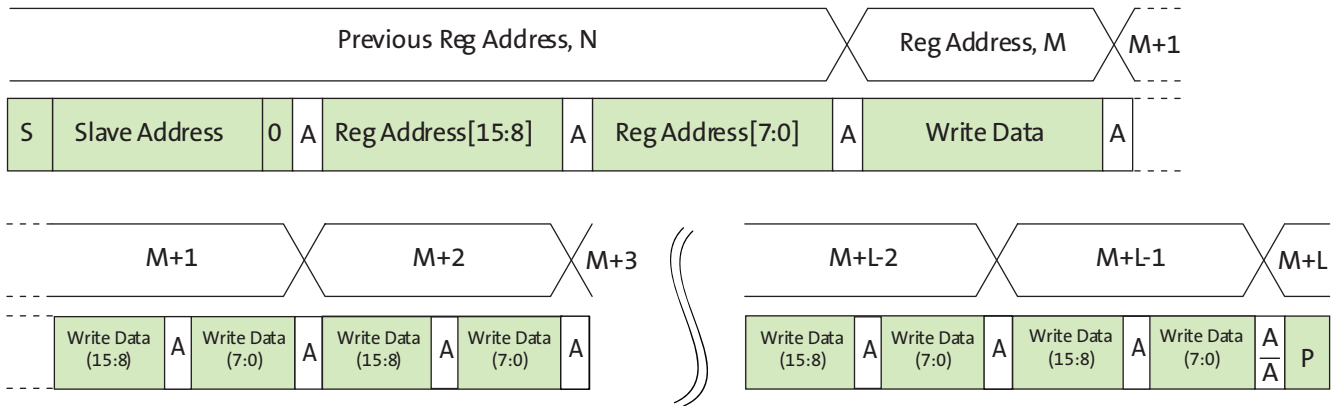 Previous Reg Address, N Reg Address, M M+1
S Slave Address 0 A Reg Address[15:8] A Reg Address[7:0] A Write Data A
M+1 M+2 M+3 M+L-2 M+L-1 M+L
Write Data (15:8) A Write Data (7:0) A Write Data (15:8) A Write Data (7:0) A Write Data (15:8) A Write Data (7:0) A Write Data (15:8) A Write Data (7:0) A A P